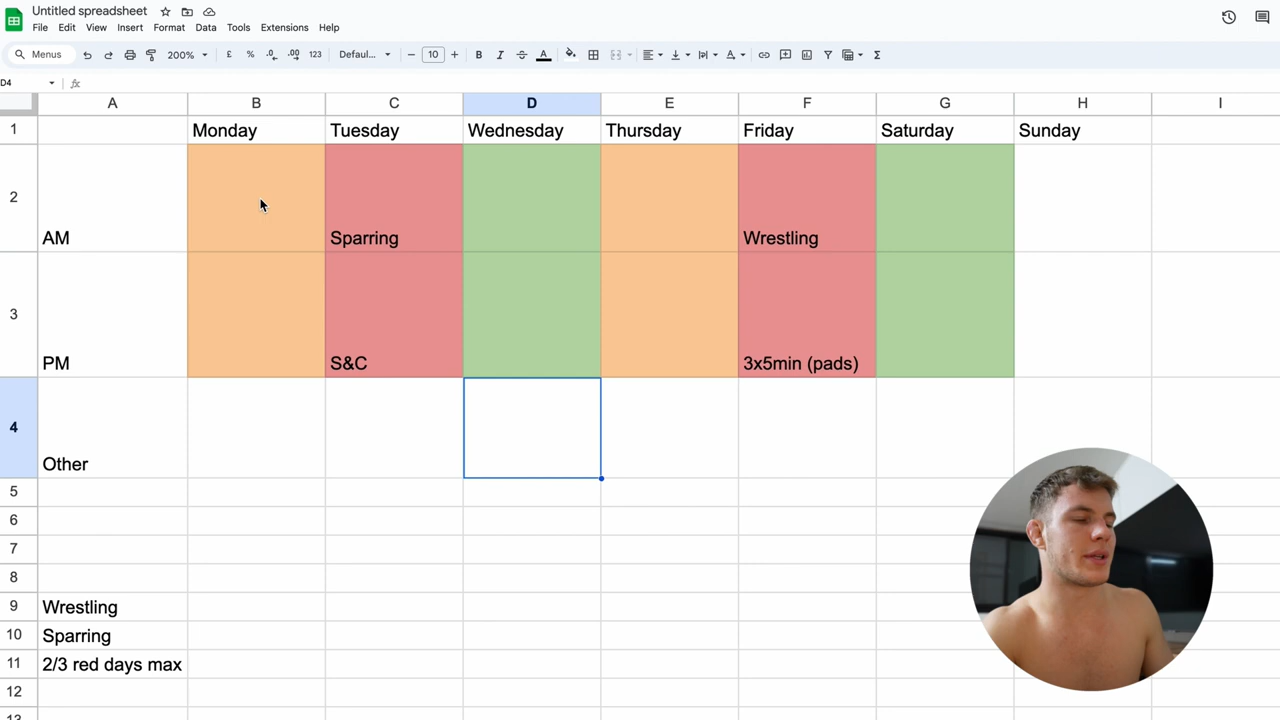 Untitled spreadsheet
File Edit View Insert Format Data Tools Extensions Help
Menus 200% £ % .0 .00 123 Defaul... 10 B I S A Σ
D4 fx
A B C D E F G H I
1 Monday Tuesday Wednesday Thursday Friday Saturday Sunday
2 AM Sparring Wrestling
3 PM S&C 3x5min (pads)
4 Other
5
6
7
8
9 Wrestling
10 Sparring
11 2/3 red days max
12
13